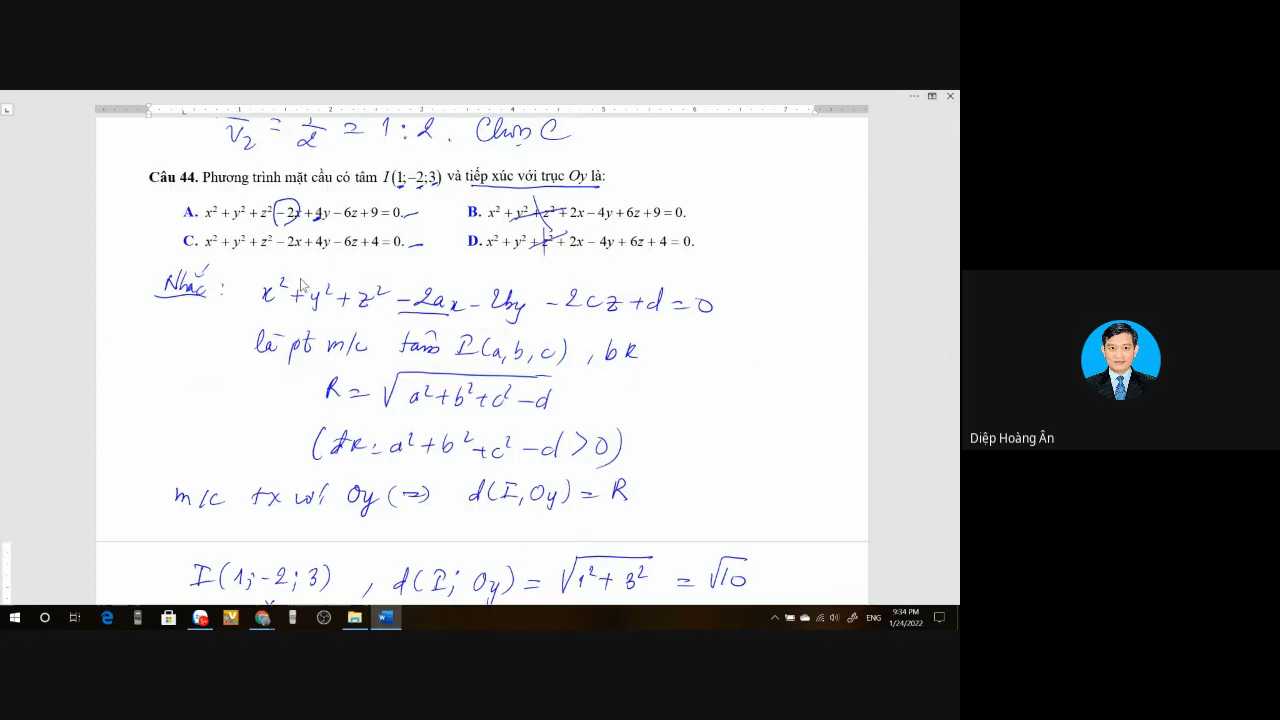 V₂ = 1/2 = 1 : 2. Chọn C
Câu 44. Phương trình mặt cầu có tâm I(1;−2;3) và tiếp xúc với trục Oy là:
A. x² + y² + z² − 2x + 4y − 6z + 9 = 0. B. x² + y² + z² + 2x − 4y + 6z + 9 = 0.
C. x² + y² + z² − 2x + 4y − 6z + 4 = 0. D. x² + y² + z² + 2x − 4y + 6z + 4 = 0.
Nhắc : x² + y² + z² − 2ax − 2by − 2cz + d = 0
là pt m/c tâm I(a, b, c) , bk
R = √(a² + b² + c² − d)
(đk: a² + b² + c² − d > 0)
m/c tx với Oy (=) d(I, Oy) = R
I(1; −2; 3) , d(I; Oy) = √(1² + 3²) = √10
Diệp Hoàng Ân
ENG
9:34 PM
1/24/2022